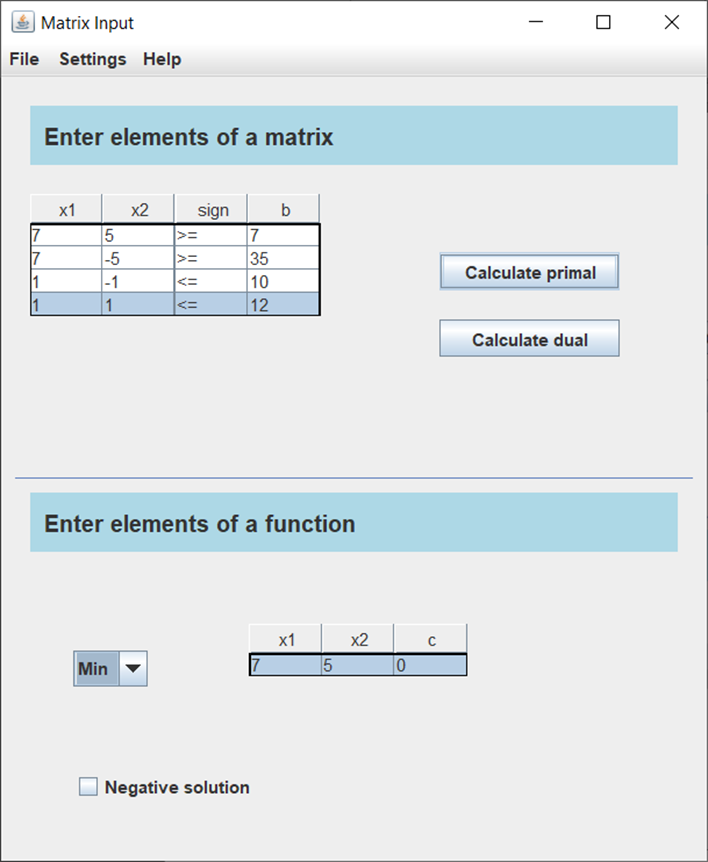 Matrix Input
File Settings Help
Enter elements of a matrix
x1 x2 sign b
7 5 >= 7
7 -5 >= 35
1 -1 <= 10
1 1 <= 12
Calculate primal
Calculate dual
Enter elements of a function
x1 x2 c
7 5 0
Min
Negative solution